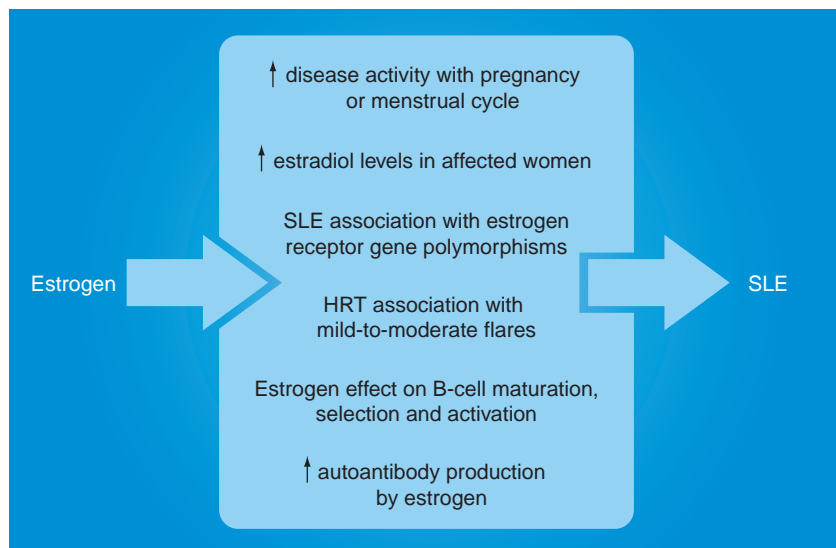 ↑ disease activity with pregnancy
or menstrual cycle
↑ estradiol levels in affected women
SLE association with estrogen
receptor gene polymorphisms
Estrogen
SLE
HRT association with
mild-to-moderate flares
Estrogen effect on B-cell maturation,
selection and activation
↑ autoantibody production
by estrogen